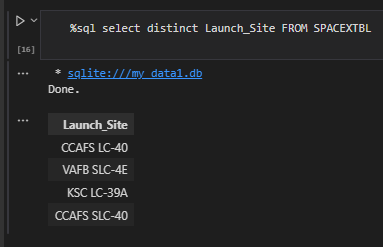 %sql select distinct Launch_Site FROM SPACEXTBL
[16]
... * sqlite:///my_data1.db
Done.
...
Launch_Site
CCAFS LC-40
VAFB SLC-4E
KSC LC-39A
CCAFS SLC-40